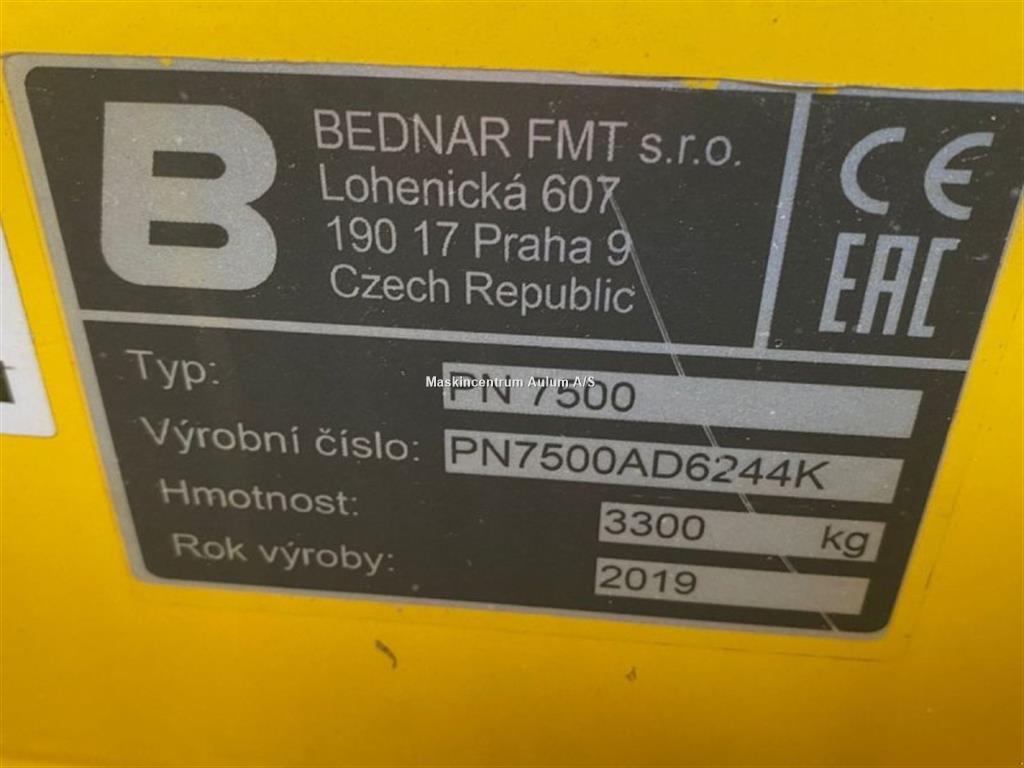 B
BEDNAR FMT s.r.o.
Lohenická 607
190 17 Praha 9
Czech Republic
CE
EAC
Typ: PN 7500
Maskincentrum Aulum A/S
Výrobní číslo: PN7500AD6244K
Hmotnost: 3300 kg
Rok výroby: 2019